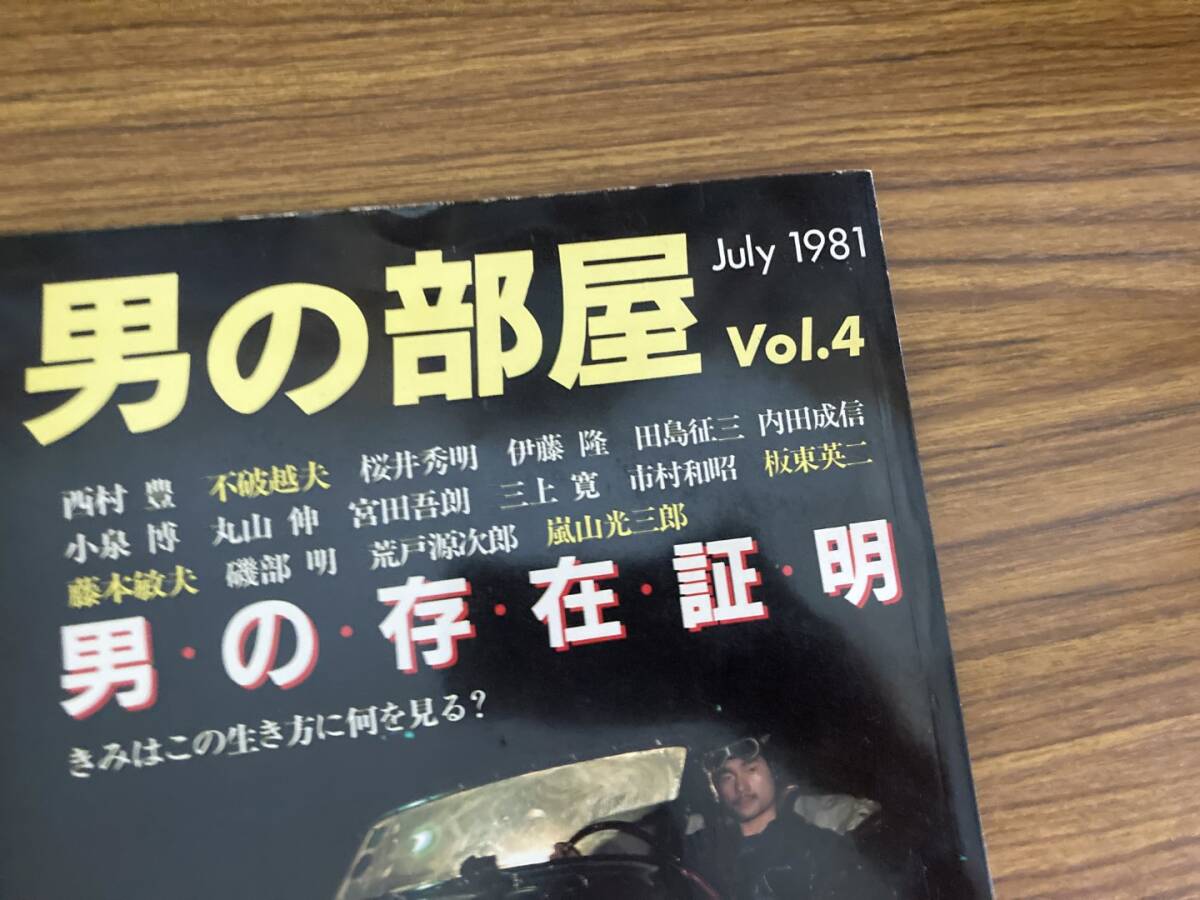 男の部屋
July 1981
Vol.4
西村 豊 不破越夫 桜井秀明 伊藤 隆 田島征三 内田成信
小泉 博 丸山 伸 宮田吾朗 三上 寛 市村和昭 板東英二
藤本敏夫 磯部 明 荒戸源次郎 嵐山光三郎
男・の・存・在・証・明
きみはこの生き方に何を見る?